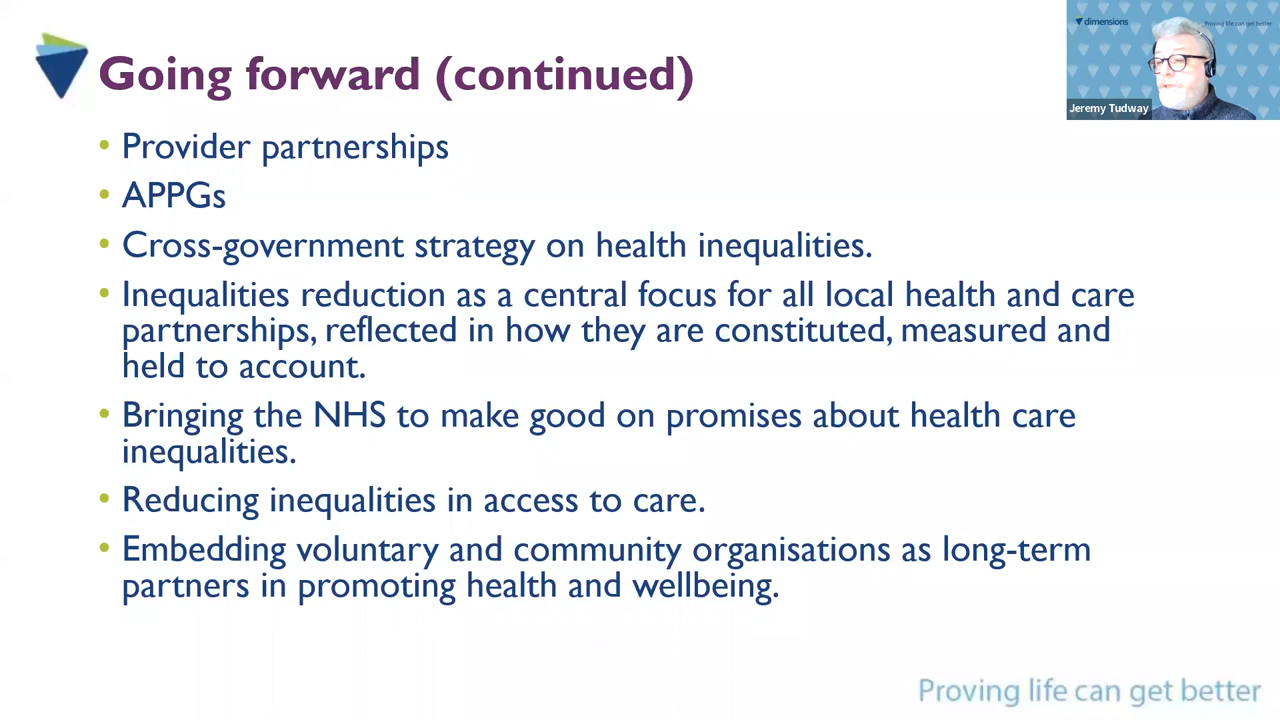 Going forward (continued)
• Provider partnerships
• APPGs
• Cross-government strategy on health inequalities.
• Inequalities reduction as a central focus for all local health and care
partnerships, reflected in how they are constituted, measured and
held to account.
• Bringing the NHS to make good on promises about health care
inequalities.
• Reducing inequalities in access to care.
• Embedding voluntary and community organisations as long-term
partners in promoting health and wellbeing.
Proving life can get better
dimensions
Proving life can get better
Jeremy Tudway